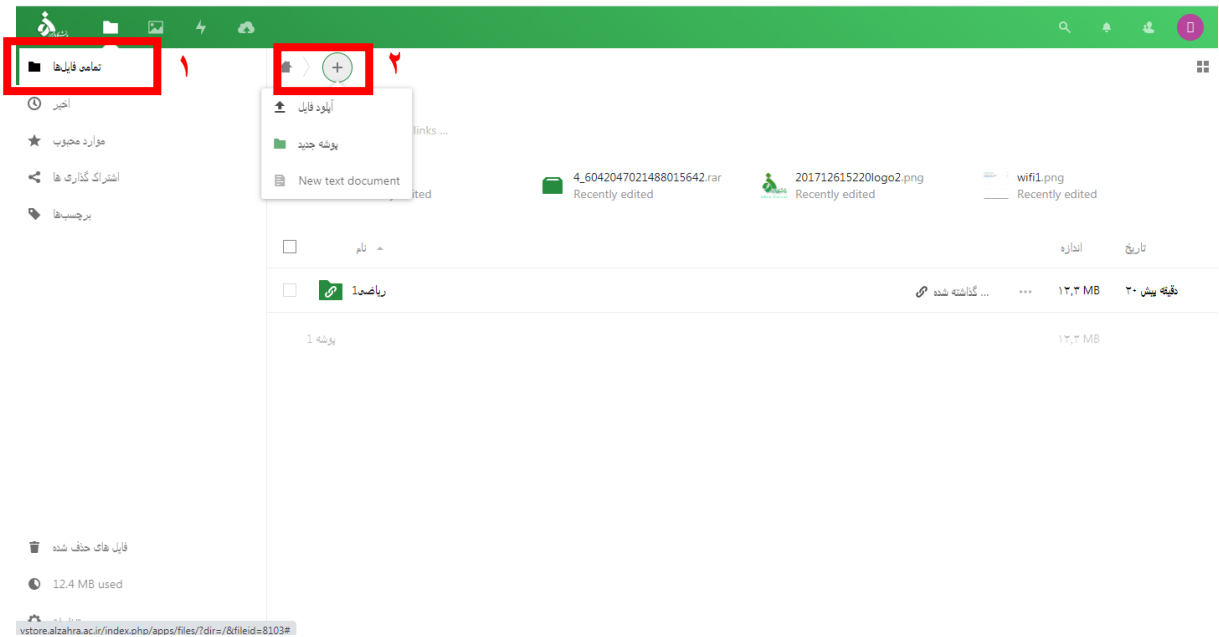 تمامی فایل‌ها
۱
۲
اخیر
موارد محبوب
اشتراک گذاری ها
برچسب‌ها
آپلود فایل
پوشه جدید
New text document
links ...
4_6042047021488015642.rar
Recently edited
201712615220logo2.png
Recently edited
wifi1.png
Recently edited
نام
اندازه
تاریخ
ریاضی1
گذاشته شده ...
۱۲,۳ MB
۲۰ دقیقه پیش
1 پوشه
۱۲,۳ MB
فایل های حذف شده
12.4 MB used
vstore.alzahra.ac.ir/index.php/apps/files/?dir=/&fileid=8103#